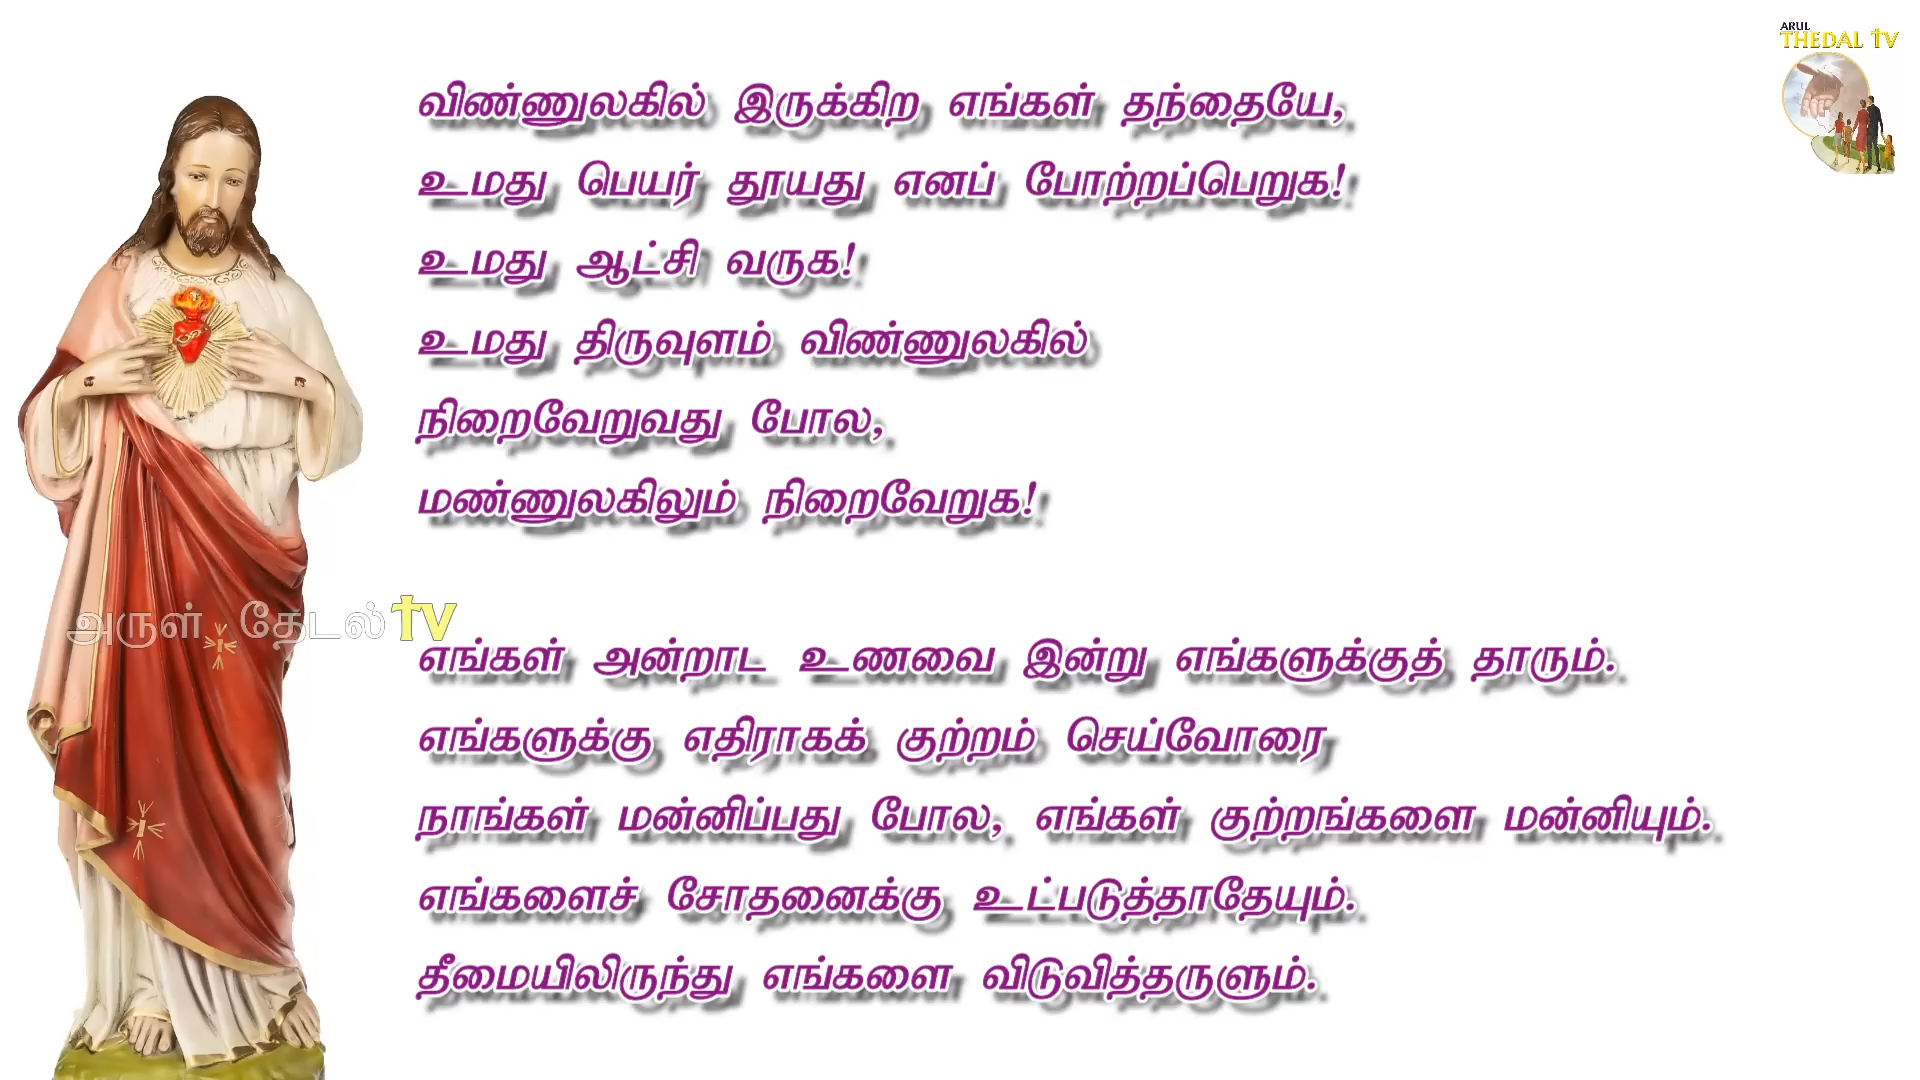 ARUL
THEDAL TV
விண்ணுலகில் இருக்கிற எங்கள் தந்தையே,
உமது பெயர் தூயது எனப் போற்றப்பெறுக!
உமது ஆட்சி வருக!
உமது திருவுளம் விண்ணுலகில்
நிறைவேறுவது போல,
மண்ணுலகிலும் நிறைவேறுக!
அருள் தேடல் TV
எங்கள் அன்றாட உணவை இன்று எங்களுக்குத் தாரும்.
எங்களுக்கு எதிராகக் குற்றம் செய்வோரை
நாங்கள் மன்னிப்பது போல, எங்கள் குற்றங்களை மன்னியும்.
எங்களைச் சோதனைக்கு உட்படுத்தாதேயும்.
தீமையிலிருந்து எங்களை விடுவித்தருளும்.